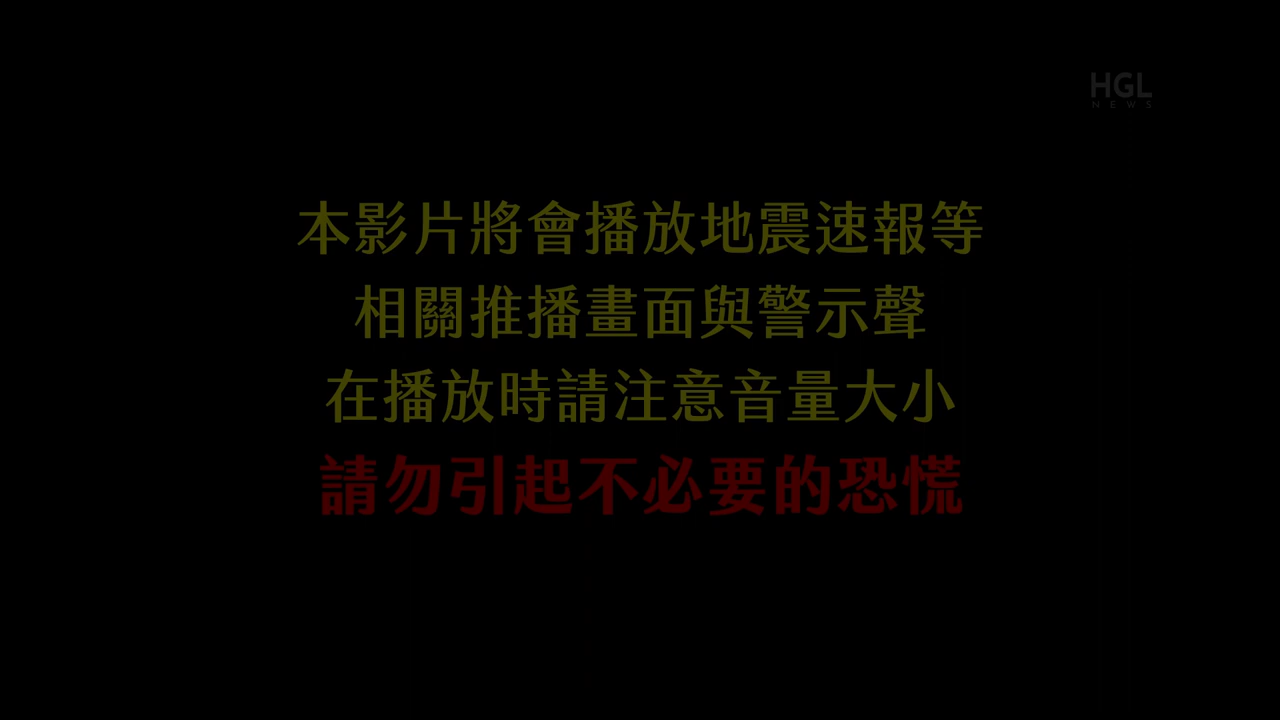 HGL
NEWS
本影片將會播放地震速報等
相關推播畫面與警示聲
在播放時請注意音量大小
請勿引起不必要的恐慌